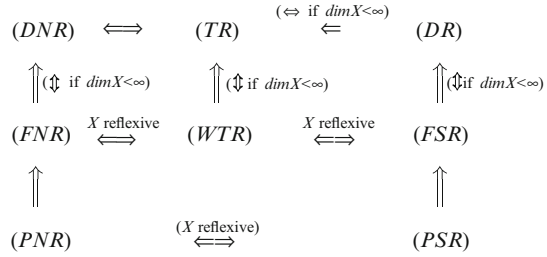 (⇔ if dimX<∞)
(DNR) ⇐⇒ (TR) ⇐ (DR)
(⇕ if dimX<∞) (⇕ if dimX<∞) (⇕if dimX<∞)
X reflexive X reflexive
(FNR) ⇐⇒ (WTR) ⇐⇒ (FSR)
(X reflexive)
(PNR) ⇐⇒ (PSR)